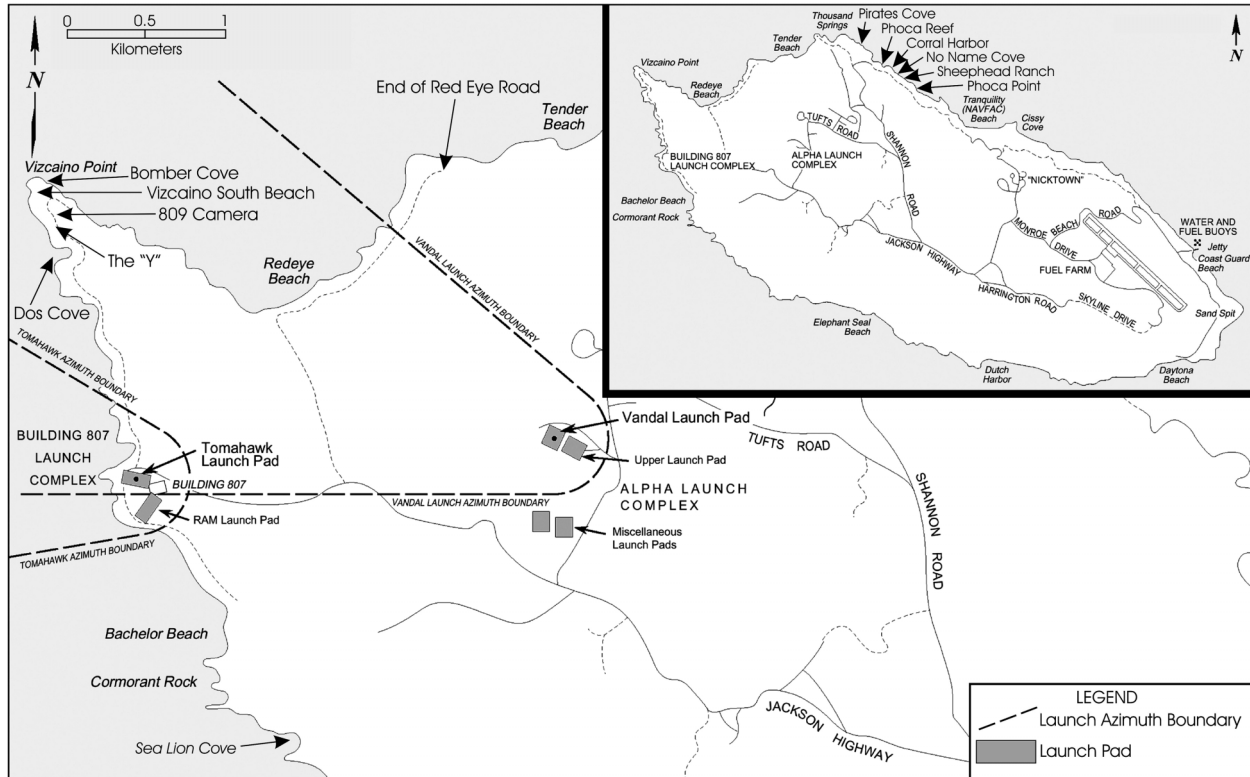 0 0.5 1
Kilometers
N
Vizcaino Point
Bomber Cove
Vizcaino South Beach
809 Camera
The “Y”
Dos Cove
Redeye
Beach
End of Red Eye Road
Tender
Beach
VANDAL LAUNCH AZIMUTH BOUNDARY
TOMAHAWK AZIMUTH BOUNDARY
BUILDING 807
LAUNCH
COMPLEX
Tomahawk
Launch Pad
BUILDING 807
RAM Launch Pad
TOMAHAWK AZIMUTH BOUNDARY
VANDAL LAUNCH AZIMUTH BOUNDARY
Vandal Launch Pad
Upper Launch Pad
ALPHA LAUNCH
COMPLEX
Miscellaneous
Launch Pads
TUFTS ROAD
SHANNON ROAD
JACKSON HIGHWAY
Bachelor Beach
Cormorant Rock
Sea Lion Cove
LEGEND
Launch Azimuth Boundary
Launch Pad
N
Thousand
Springs
Pirates Cove
Phoca Reef
Corral Harbor
No Name Cove
Sheephead Ranch
Phoca Point
Tender
Beach
Vizcaino Point
Redeye
Beach
Tranquility
(NAVFAC)
Beach
Cissy
Cove
TUFTS
ROAD
SHANNON
ROAD
BUILDING 807
LAUNCH COMPLEX
ALPHA LAUNCH
COMPLEX
"NICKTOWN"
Bachelor Beach
Cormorant Rock
MONROE
DRIVE
BEACH
ROAD
WATER AND
FUEL BUOYS
Jetty
Coast Guard
Beach
JACKSON HIGHWAY
FUEL FARM
HARRINGTON ROAD
SKYLINE DRIVE
Sand Spit
Elephant Seal
Beach
Dutch
Harbor
Daytona
Beach